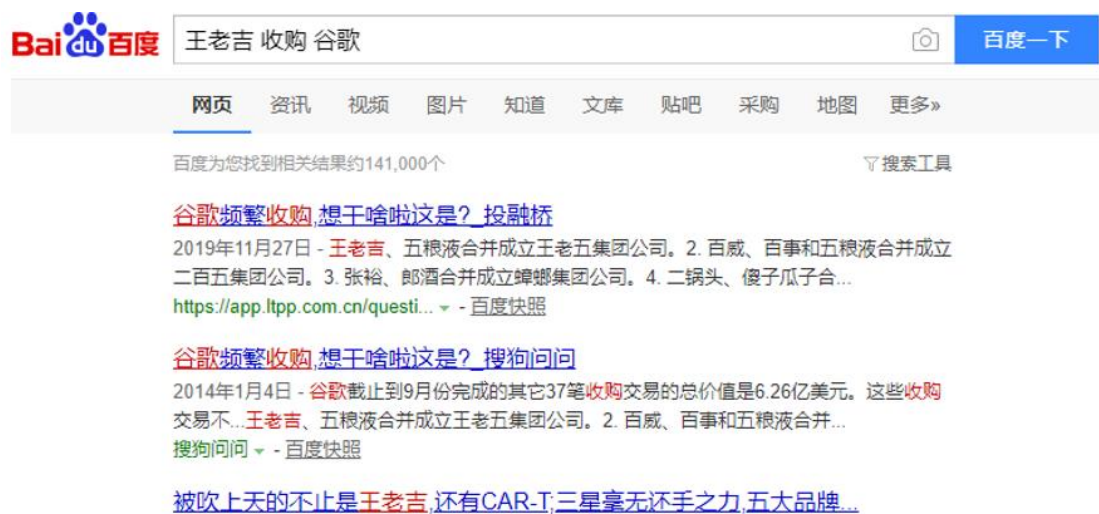 Bai du 百度 王老吉 收购 谷歌 百度一下
网页 资讯 视频 图片 知道 文库 贴吧 采购 地图 更多»
百度为您找到相关结果约141,000个 搜索工具
谷歌频繁收购,想干啥啦这是?_投融桥
2019年11月27日 - 王老吉、五粮液合并成立王老五集团公司。2. 百威、百事和五粮液合并成立
二百五集团公司。3. 张裕、郎酒合并成立蟑螂集团公司。4. 二锅头、傻子瓜子合...
https://app.ltpp.com.cn/questi... - 百度快照
谷歌频繁收购,想干啥啦这是?_搜狗问问
2014年1月4日 - 谷歌截止到9月份完成的其它37笔收购交易的总价值是6.26亿美元。这些收购
交易不...王老吉、五粮液合并成立王老五集团公司。2. 百威、百事和五粮液合并...
搜狗问问 - 百度快照
被吹上天的不止是王老吉,还有CAR-T;三星毫无还手之力,五大品牌...